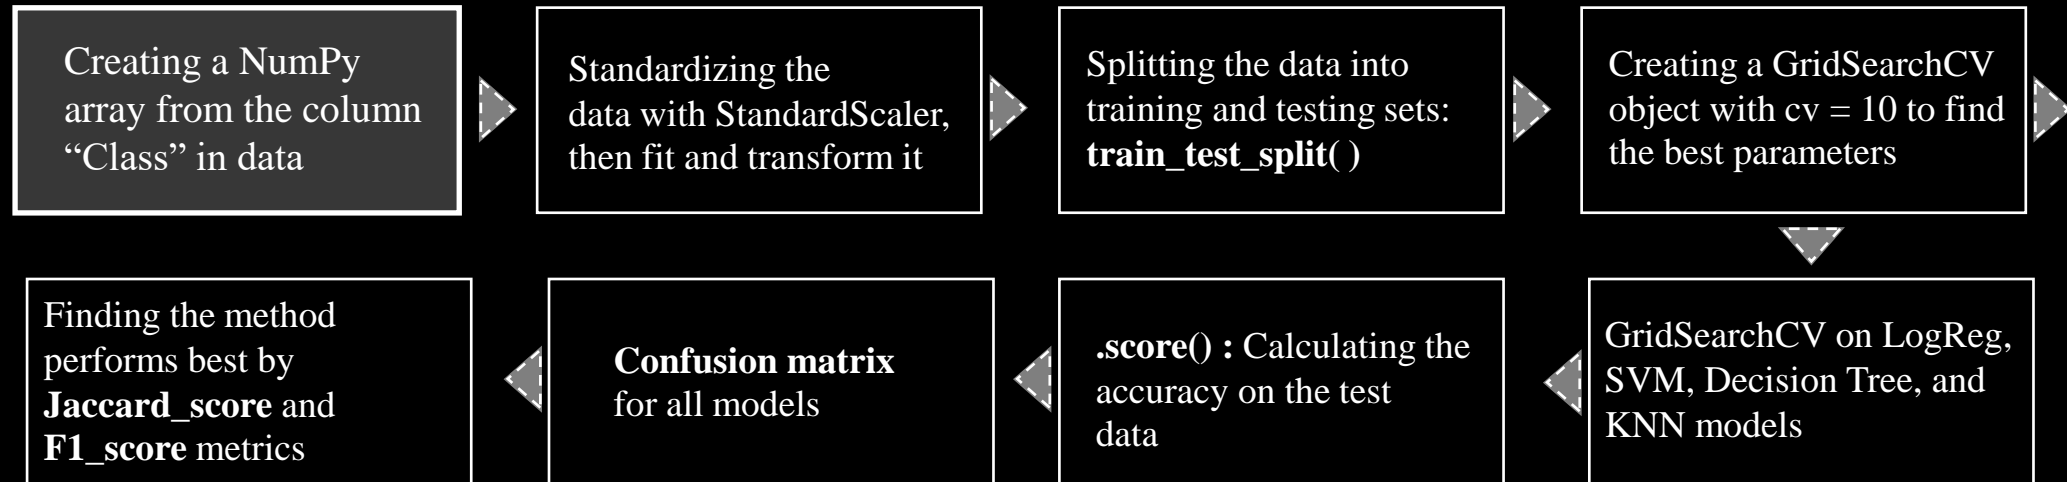 Creating a NumPy
array from the column
“Class” in data
Standardizing the
data with StandardScaler,
then fit and transform it
Splitting the data into
training and testing sets:
train_test_split( )
Creating a GridSearchCV
object with cv = 10 to find
the best parameters
GridSearchCV on LogReg,
SVM, Decision Tree, and
KNN models
.score() : Calculating the
accuracy on the test
data
Confusion matrix
for all models
Finding the method
performs best by
Jaccard_score and
F1_score metrics